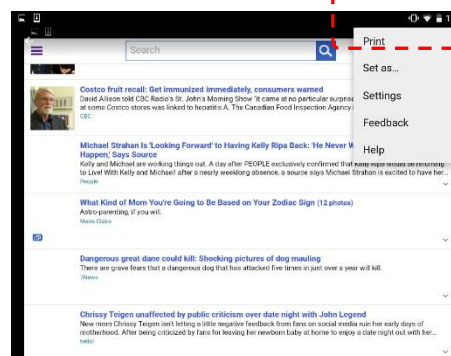 1
Search
Print
Set as...
Settings
Feedback
Help
Costco fruit recall: Get immunized immediately, consumers warned
David Allison told CBC Radio's St. John's Morning Show "it came at no particular surprise
at some Costco stores was linked to hepatitis A. The Canadian Food Inspection Agency
CBC
Michael Strahan Is 'Looking Forward' to Having Kelly Ripa Back: 'He Never W
Happen,' Says Source
Kelly and Michael are working things out. A day after PEOPLE exclusively confirmed that Kelly Ripa would be returning
to Live! With Kelly and Michael after a nearly weeklong absence, a source says Michael Strahan is excited to have her...
People
What Kind of Mom You're Going to Be Based on Your Zodiac Sign (12 photos)
Astro-parenting, if you will.
Marie Claire
Dangerous great dane could kill: Shocking pictures of dog mauling
There are grave fears that a dangerous dog that has attacked five times in just over a year will kill.
7News
Chrissy Teigen unaffected by public criticism over date night with John Legend
New mom Chrissy Teigen isn't letting a little negative feedback from fans on social media ruin her early days of
motherhood. After being criticized by fans for leaving her newborn baby at home to enjoy a date night out with her...
hello!